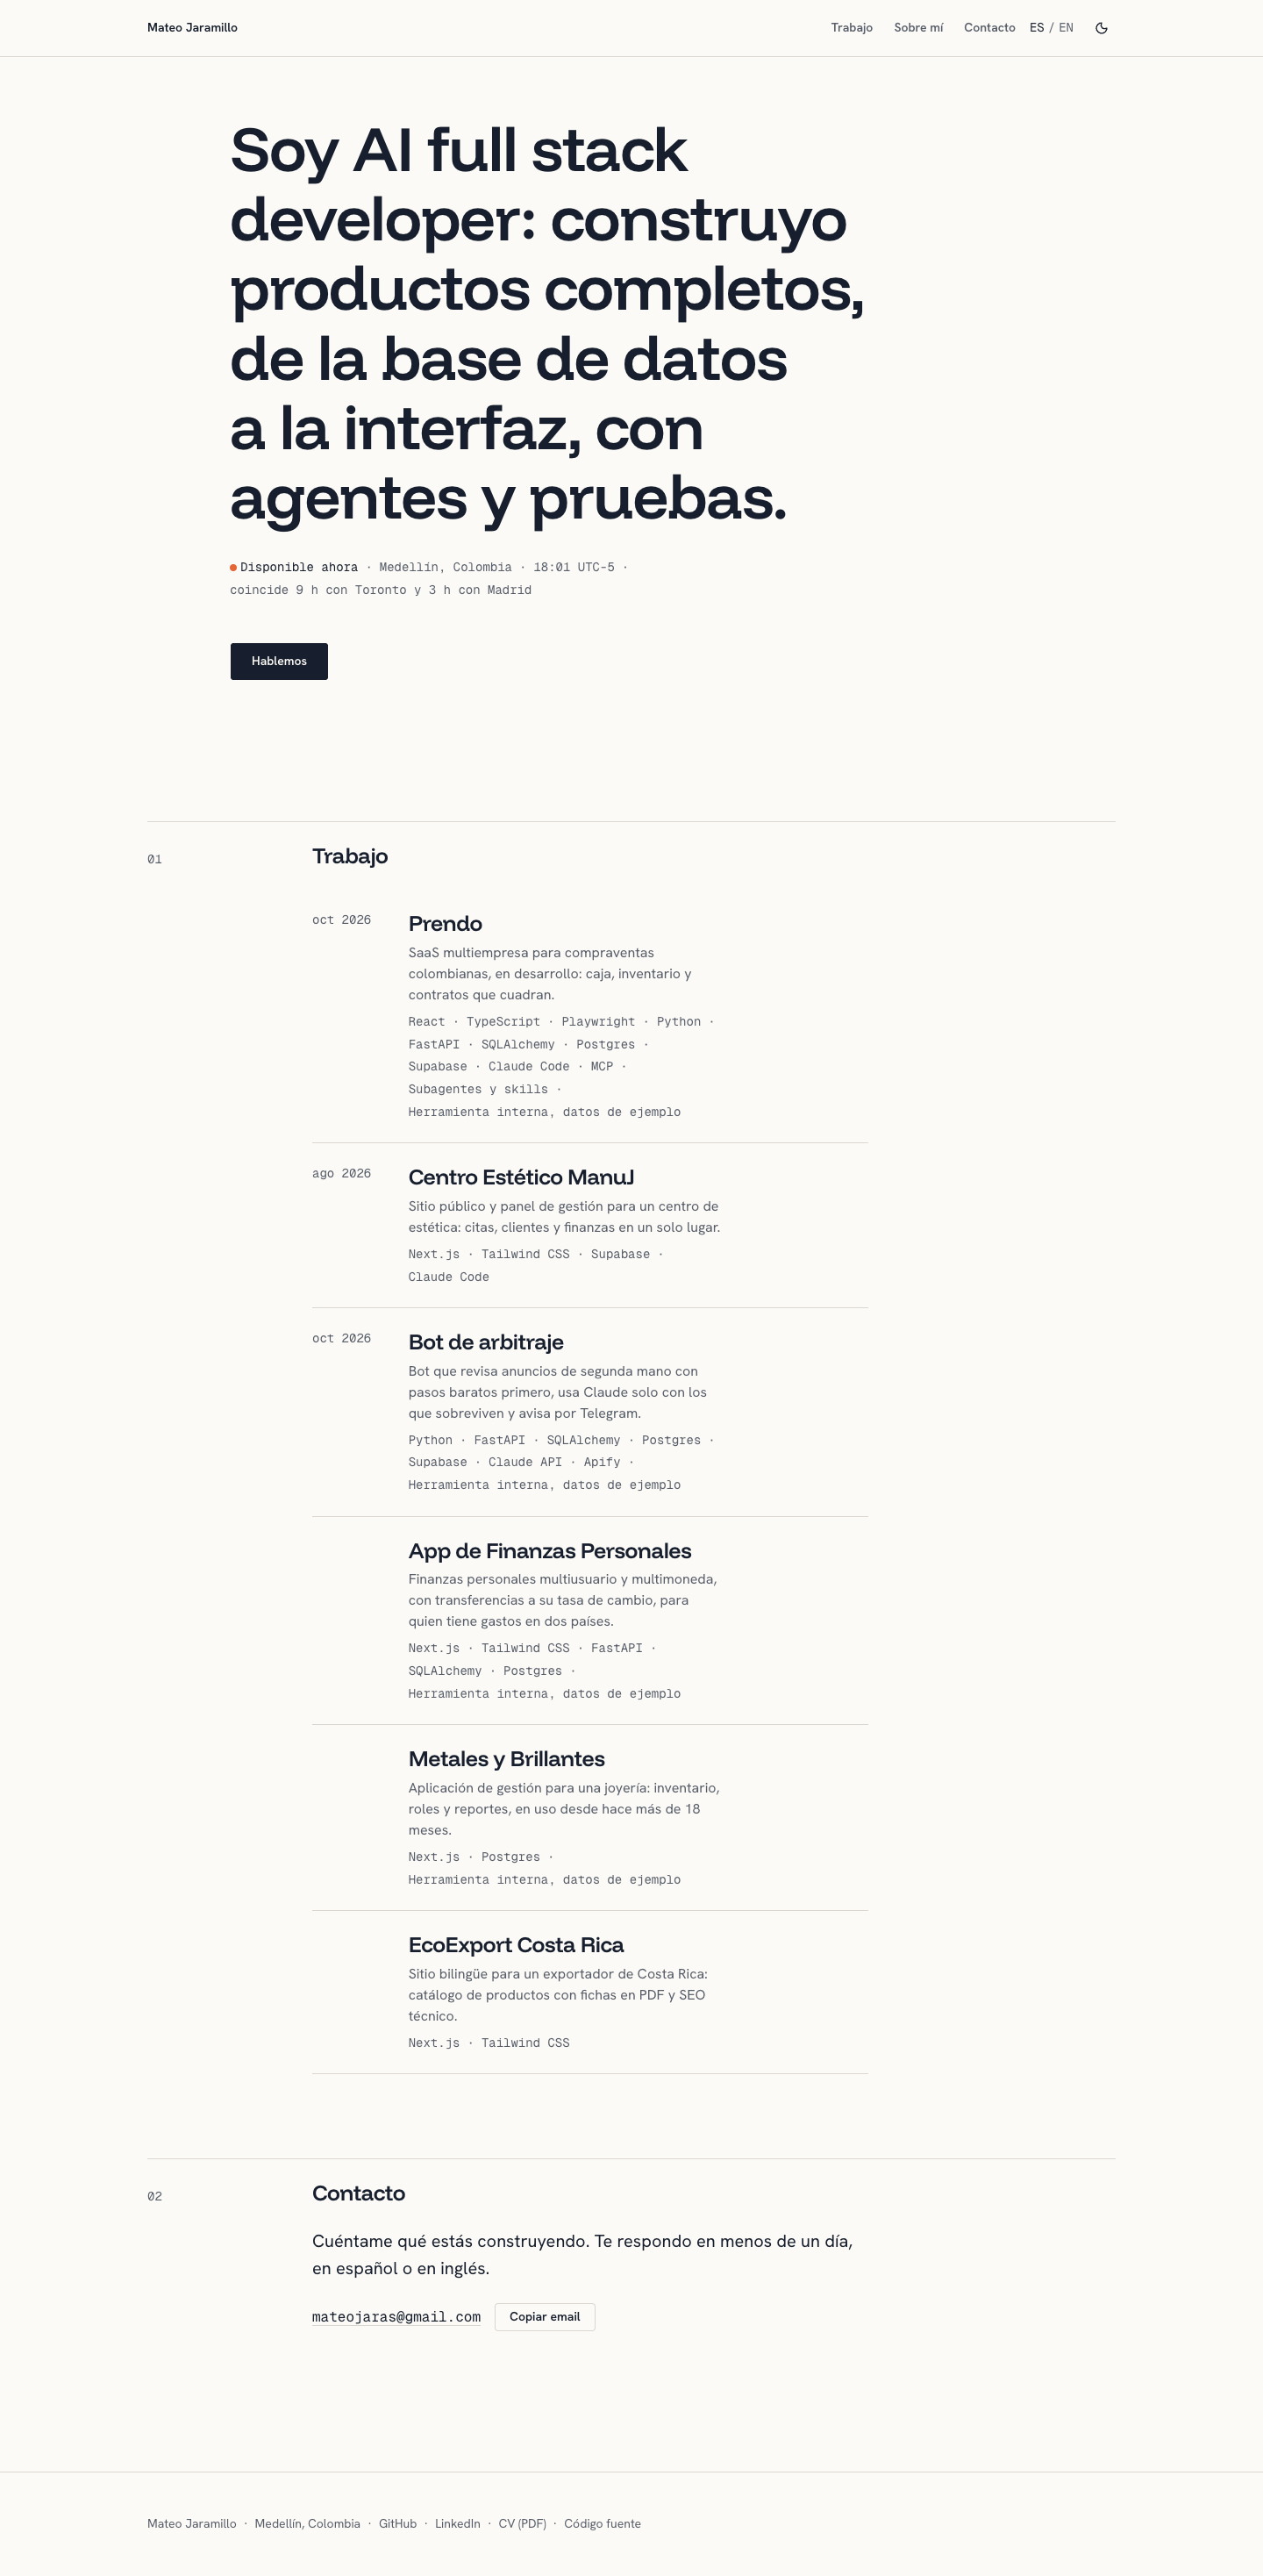 Mateo Jaramillo
Trabajo Sobre mí Contacto ES / EN
Soy AI full stack
developer: construyo
productos completos,
de la base de datos
a la interfaz, con
agentes y pruebas.
Disponible ahora · Medellín, Colombia · 18:01 UTC-5 ·
coincide 9 h con Toronto y 3 h con Madrid
Hablemos
01
Trabajo
oct 2026
Prendo
SaaS multiempresa para compraventas
colombianas, en desarrollo: caja, inventario y
contratos que cuadran.
React · TypeScript · Playwright · Python ·
FastAPI · SQLAlchemy · Postgres ·
Supabase · Claude Code · MCP ·
Subagentes y skills ·
Herramienta interna, datos de ejemplo
ago 2026
Centro Estético ManuJ
Sitio público y panel de gestión para un centro de
estética: citas, clientes y finanzas en un solo lugar.
Next.js · Tailwind CSS · Supabase ·
Claude Code
oct 2026
Bot de arbitraje
Bot que revisa anuncios de segunda mano con
pasos baratos primero, usa Claude solo con los
que sobreviven y avisa por Telegram.
Python · FastAPI · SQLAlchemy · Postgres ·
Supabase · Claude API · Apify ·
Herramienta interna, datos de ejemplo
App de Finanzas Personales
Finanzas personales multiusuario y multimoneda,
con transferencias a su tasa de cambio, para
quien tiene gastos en dos países.
Next.js · Tailwind CSS · FastAPI ·
SQLAlchemy · Postgres ·
Herramienta interna, datos de ejemplo
Metales y Brillantes
Aplicación de gestión para una joyería: inventario,
roles y reportes, en uso desde hace más de 18
meses.
Next.js · Postgres ·
Herramienta interna, datos de ejemplo
EcoExport Costa Rica
Sitio bilingüe para un exportador de Costa Rica:
catálogo de productos con fichas en PDF y SEO
técnico.
Next.js · Tailwind CSS
02
Contacto
Cuéntame qué estás construyendo. Te respondo en menos de un día,
en español o en inglés.
mateojaras@gmail.com Copiar email
Mateo Jaramillo · Medellín, Colombia · GitHub · LinkedIn · CV (PDF) · Código fuente